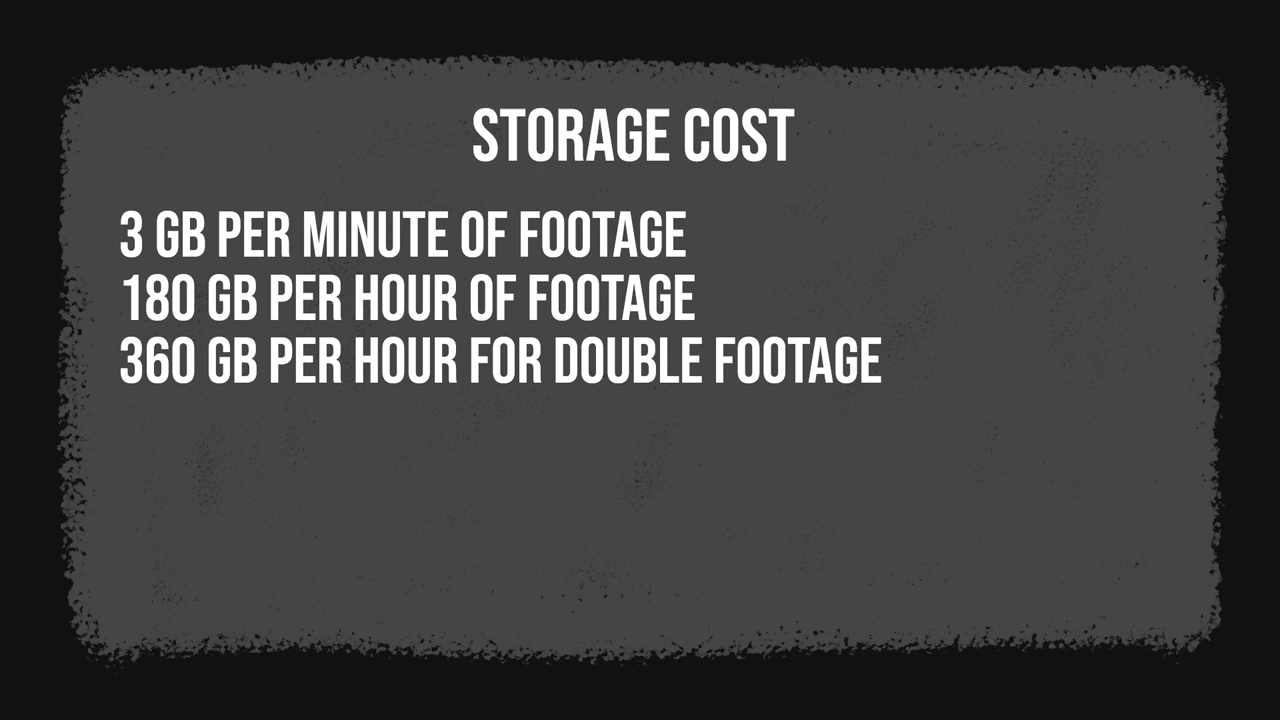 STORAGE COST
3 GB PER MINUTE OF FOOTAGE
180 GB PER HOUR OF FOOTAGE
360 GB PER HOUR FOR DOUBLE FOOTAGE